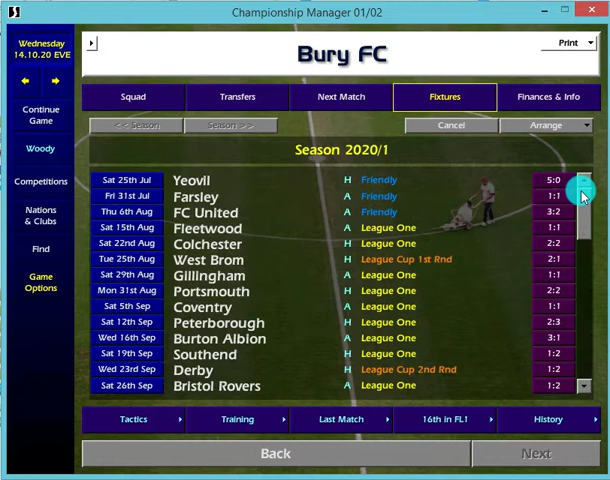 Championship Manager 01/02
Wednesday
14.10.20 EVE
Continue
Game
Woody
Competitions
Nations
& Clubs
Find
Game
Options
Bury FC
Print
Squad Transfers Next Match Fixtures Finances & Info
<< Season Season >> Cancel Arrange
Season 2020/1
Sat 25th Jul Yeovil H Friendly 5:0
Fri 31st Jul Farsley A Friendly 1:1
Thu 6th Aug FC United A Friendly 3:2
Sat 15th Aug Fleetwood A League One 1:1
Sat 22nd Aug Colchester H League One 2:2
Tue 25th Aug West Brom H League Cup 1st Rnd 2:1
Sat 29th Aug Gillingham A League One 1:1
Mon 31st Aug Portsmouth H League One 2:2
Sat 5th Sep Coventry A League One 1:1
Sat 12th Sep Peterborough H League One 2:3
Wed 16th Sep Burton Albion A League One 3:1
Sat 19th Sep Southend H League One 1:2
Wed 23rd Sep Derby H League Cup 2nd Rnd 1:2
Sat 26th Sep Bristol Rovers A League One 1:2
Tactics Training Last Match 16th in FL1 History
Back Next